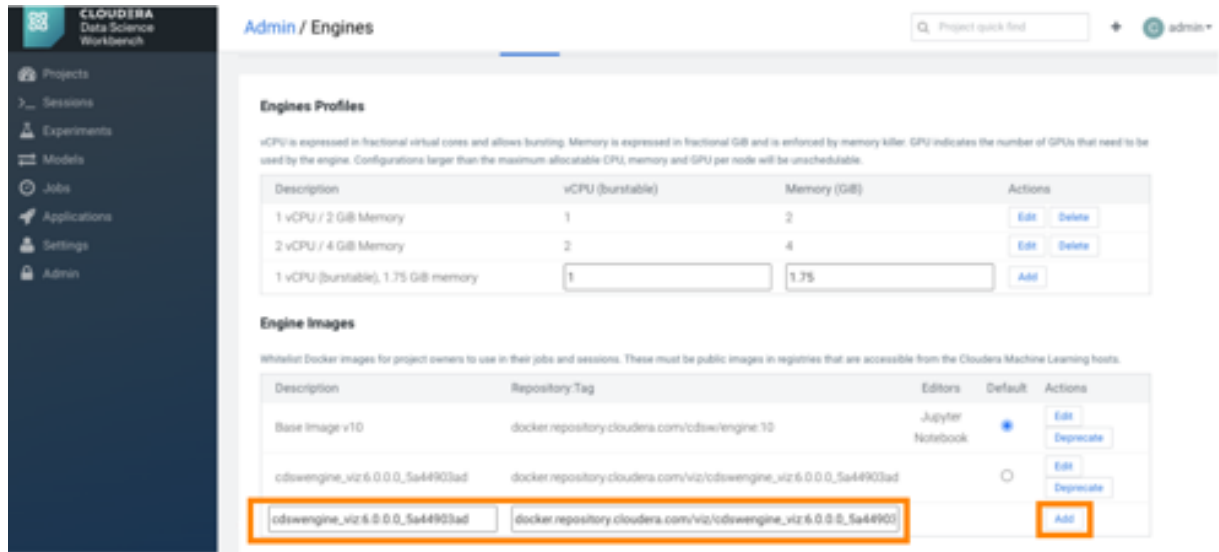 CLOUDERA
Data Science
Workbench
Admin / Engines
Project quick find
admin
Projects
Sessions
Experiments
Models
Jobs
Applications
Settings
Admin
Engines Profiles
vCPU is expressed in fractional virtual cores and allows bursting. Memory is expressed in fractional GiB and is enforced by memory killer. GPU indicates the number of GPUs that need to be
used by the engine. Configurations larger than the maximum allocatable CPU, memory and GPU per node will be unschedulable.
Description vCPU (burstable) Memory (GiB) Actions
1 vCPU / 2 GiB Memory 1 2 Edit Delete
2 vCPU / 4 GiB Memory 2 4 Edit Delete
1 vCPU (burstable), 1.75 GiB memory 1 1.75 Add
Engine Images
Whitelist Docker images for project owners to use in their jobs and sessions. These must be public images in registries that are accessible from the Cloudera Machine Learning hosts.
Description Repository:Tag Editors Default Actions
Base Image v10 docker.repository.cloudera.com/cdsw/engine:10 Jupyter Notebook Edit Deprecate
cdswengine_viz:6.0.0.0_5a44903ad docker.repository.cloudera.com/viz/cdswengine_viz:6.0.0.0_5a44903ad Edit Deprecate
cdswengine_viz:6.0.0.0_5a44903ad docker.repository.cloudera.com/viz/cdswengine_viz:6.0.0.0_5a44903 Add